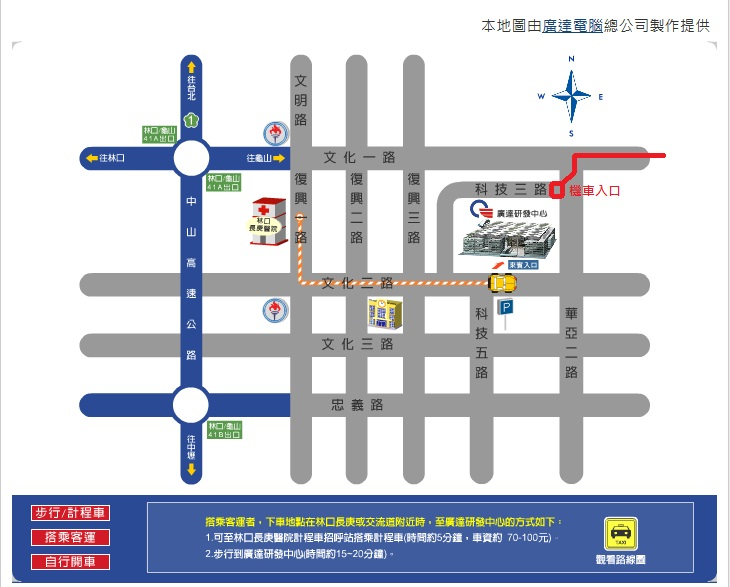 本地圖由廣達電腦總公司製作提供
往台北
1
文明路
N
W
E
S
林口/龜山
41A出口
往林口
往龜山
文化一路
林口/龜山
41A出口
復興一路
復興二路
復興三路
科技三路
機車入口
林口
長庚醫院
廣達研發中心
來賓入口
中山高速公路
文化二路
P
科技五路
華亞二路
文化三路
忠義路
林口/龜山
41B出口
往中壢
步行/計程車
搭乘客運
自行開車
搭乘客運者，下車地點在林口長庚或交流道附近時，至廣達研發中心的方式如下：
1.可至林口長庚醫院計程車招呼站搭乘計程車(時間約5分鐘，車資約 70-100元)。
2.步行到廣達研發中心(時間約15~20分鐘)。
TAXI
觀看路線圖